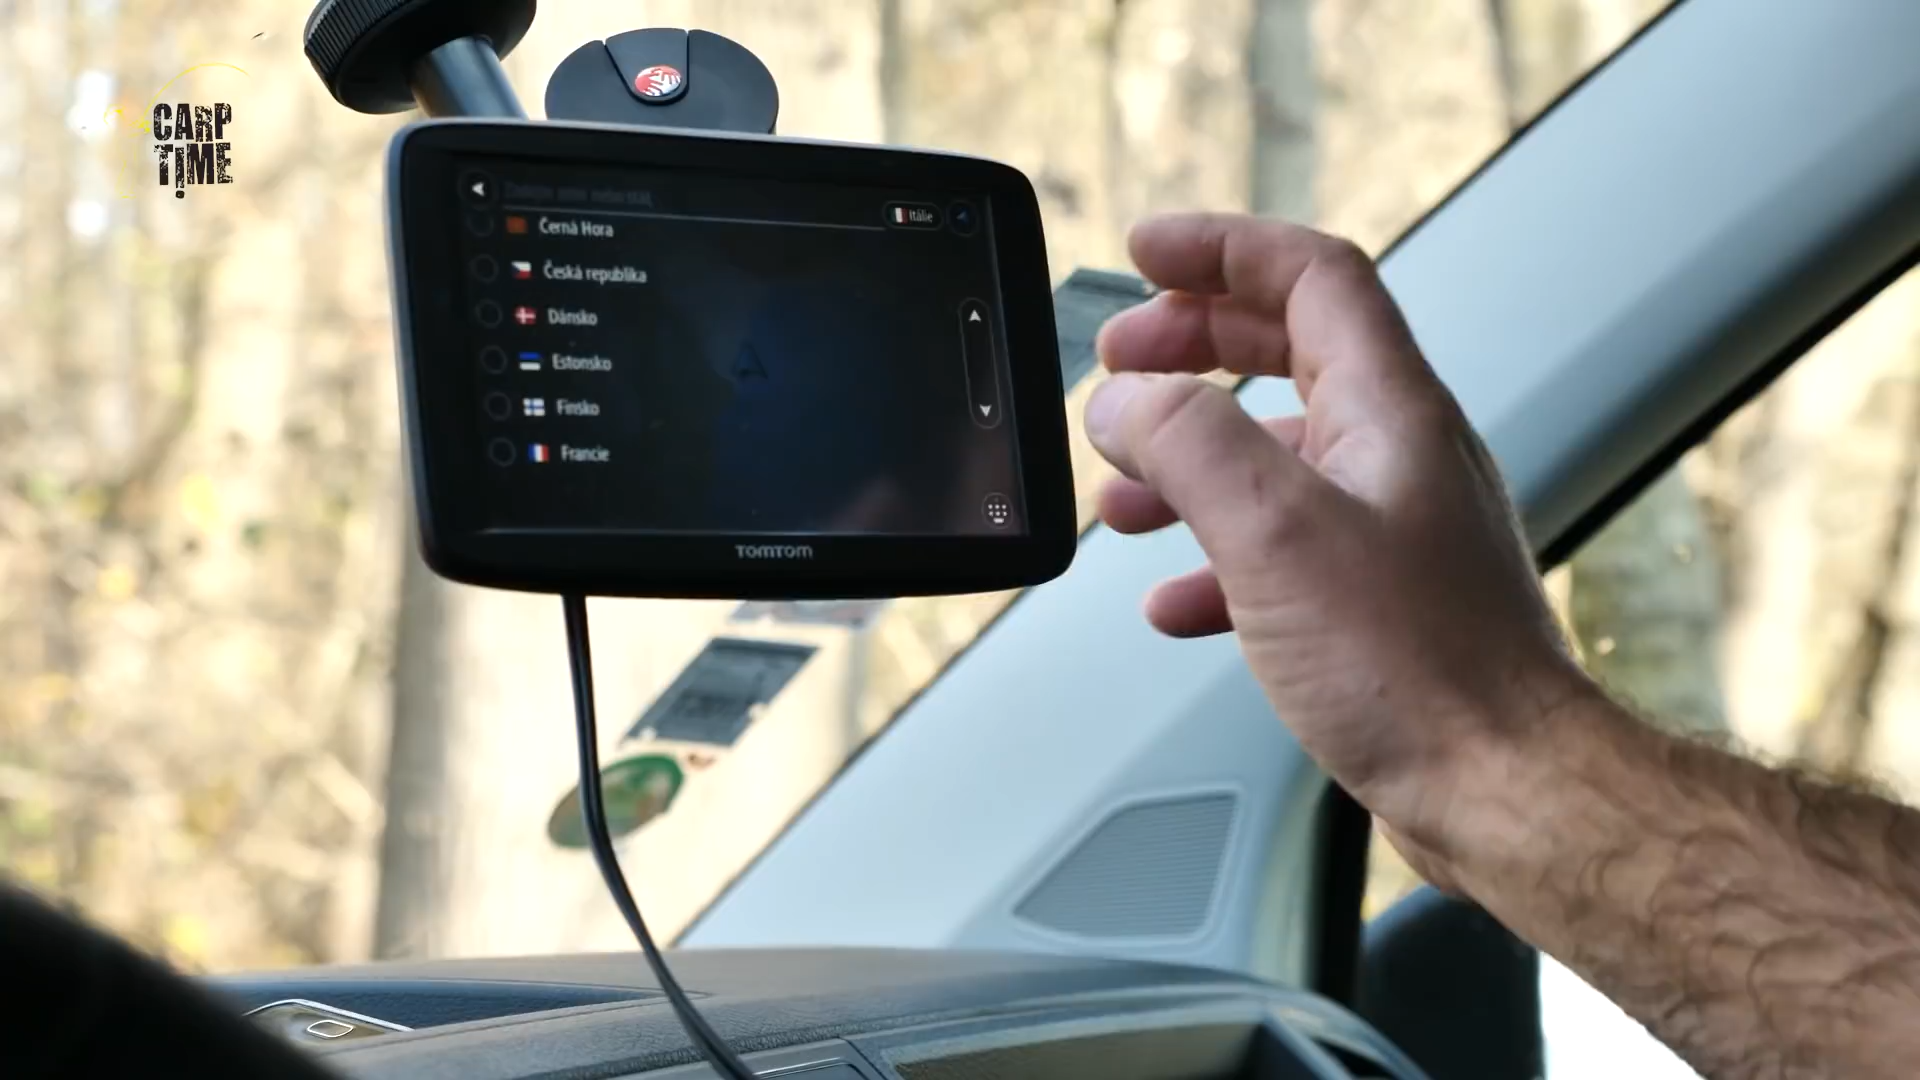 CARP
TIME
Itálie
Černá Hora
Česká republika
Dánsko
Estonsko
Finsko
Francie
TOMTOM